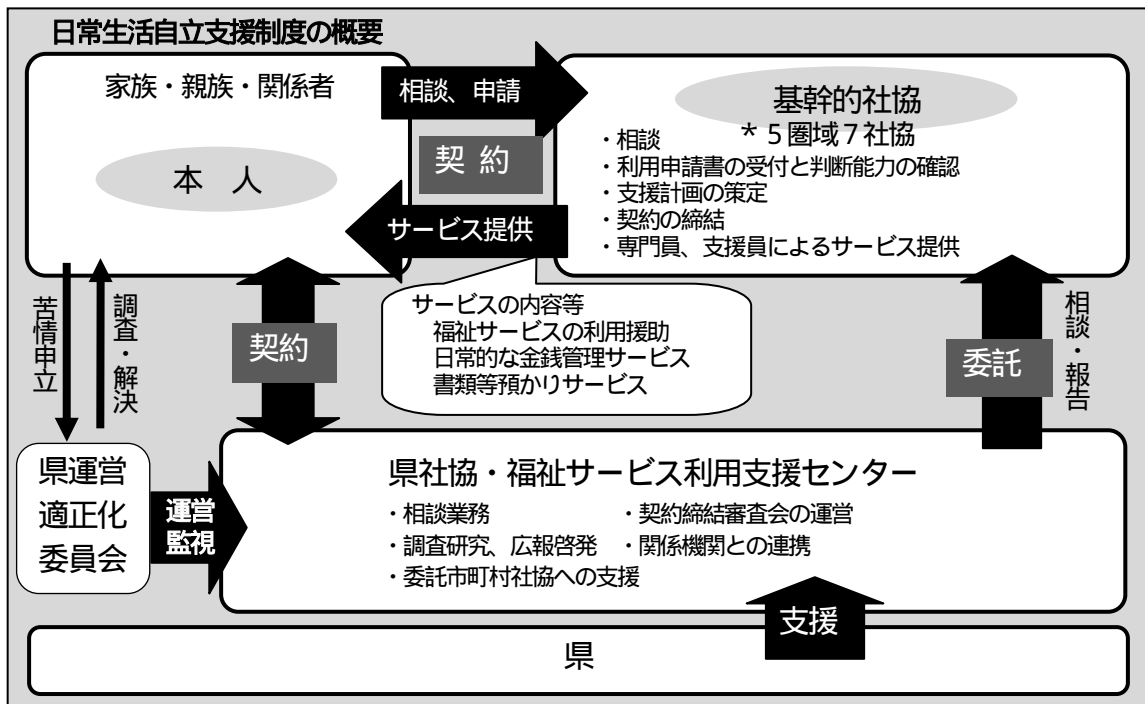 日常生活自立支援制度の概要
家族・親族・関係者
本 人
相談、申請
契 約
サービス提供
基幹的社協
＊５圏域７社協
・相談
・利用申請書の受付と判断能力の確認
・支援計画の策定
・契約の締結
・専門員、支援員によるサービス提供
サービスの内容等
福祉サービスの利用援助
日常的な金銭管理サービス
書類等預かりサービス
苦情申立
調査・解決
契約
委託
相談・報告
県運営
適正化
委員会
運営
監視
県社協・福祉サービス利用支援センター
・相談業務 ・契約締結審査会の運営
・調査研究、広報啓発 ・関係機関との連携
・委託市町村社協への支援
支援
県